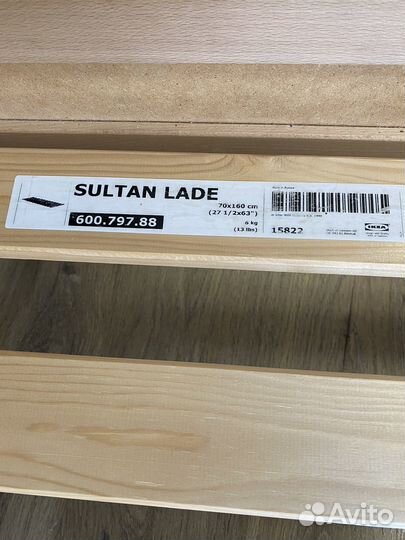 SULTAN LADE
600.797.88
70x160 cm
(27 1/2x63")
6 kg
(13 lbs)
15822
IKEA
Avito